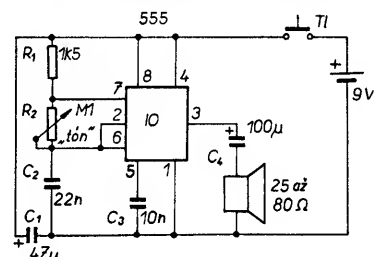 555
Tl
R1 1k5
8 4
7
R2 M1
2 IO 3
+
9V
„tón“ 6
100µ
+
5 1
C4
C2
22n
25 až
80 Ω
C1
C3 10n
+
47µ